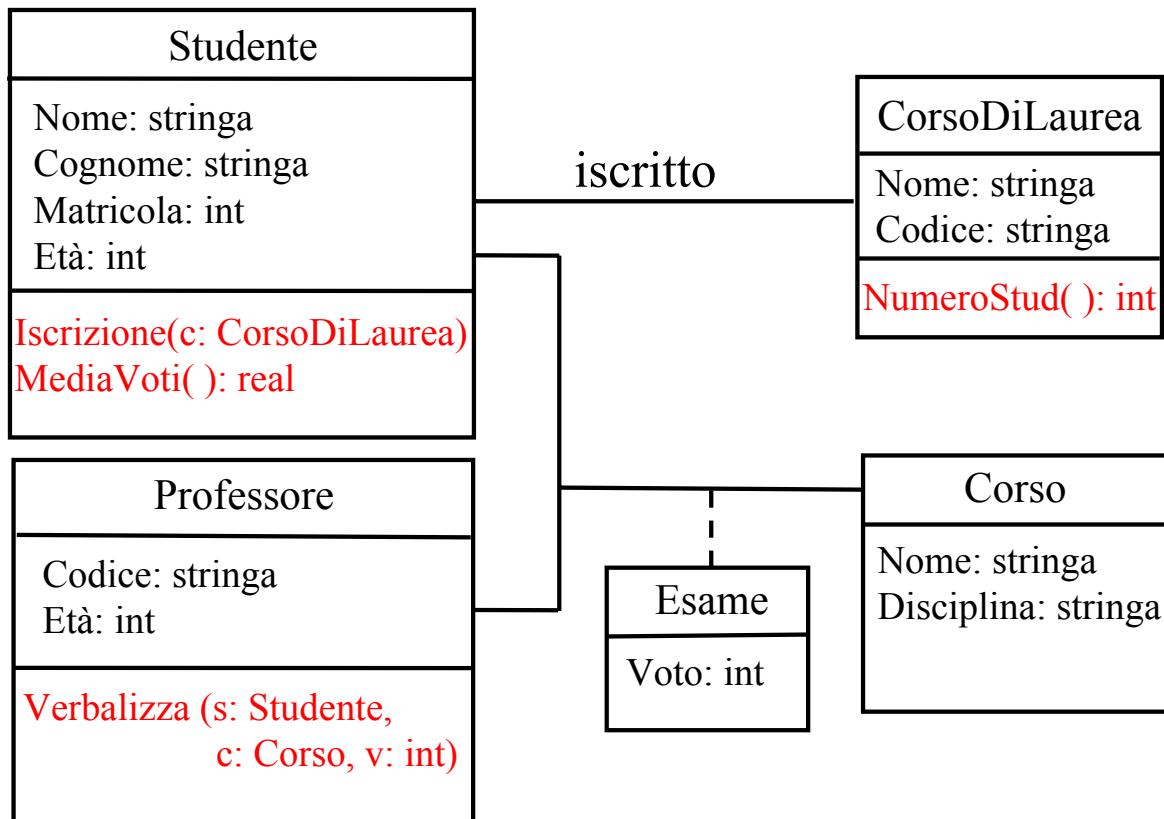 Studente
Nome: stringa
Cognome: stringa
Matricola: int
Età: int
Iscrizione(c: CorsoDiLaurea)
MediaVoti( ): real
iscritto
CorsoDiLaurea
Nome: stringa
Codice: stringa
NumeroStud( ): int
Professore
Codice: stringa
Età: int
Verbalizza (s: Studente,
c: Corso, v: int)
Esame
Voto: int
Corso
Nome: stringa
Disciplina: stringa